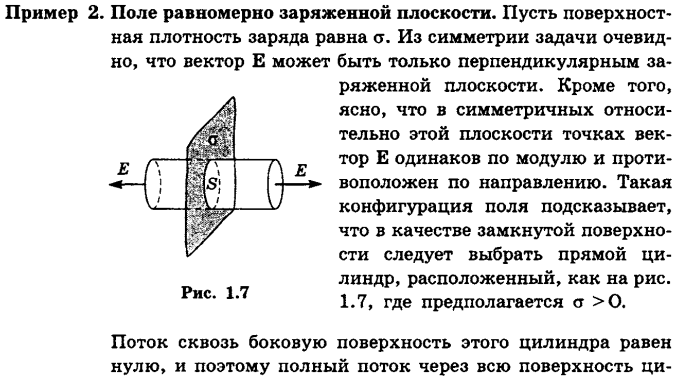 Пример 2. Поле равномерно заряженной плоскости. Пусть поверхност-
ная плотность заряда равна σ. Из симметрии задачи очевид-
но, что вектор E может быть только перпендикулярным за-
ряженной плоскости. Кроме того,
ясно, что в симметричных относи-
тельно этой плоскости точках век-
тор E одинаков по модулю и проти-
воположен по направлению. Такая
конфигурация поля подсказывает,
что в качестве замкнутой поверхно-
сти следует выбрать прямой ци-
линдр, расположенный, как на рис.
1.7, где предполагается σ >O.
σ
E
S
E
Рис. 1.7
Поток сквозь боковую поверхность этого цилиндра равен
нулю, и поэтому полный поток через всю поверхность ци-